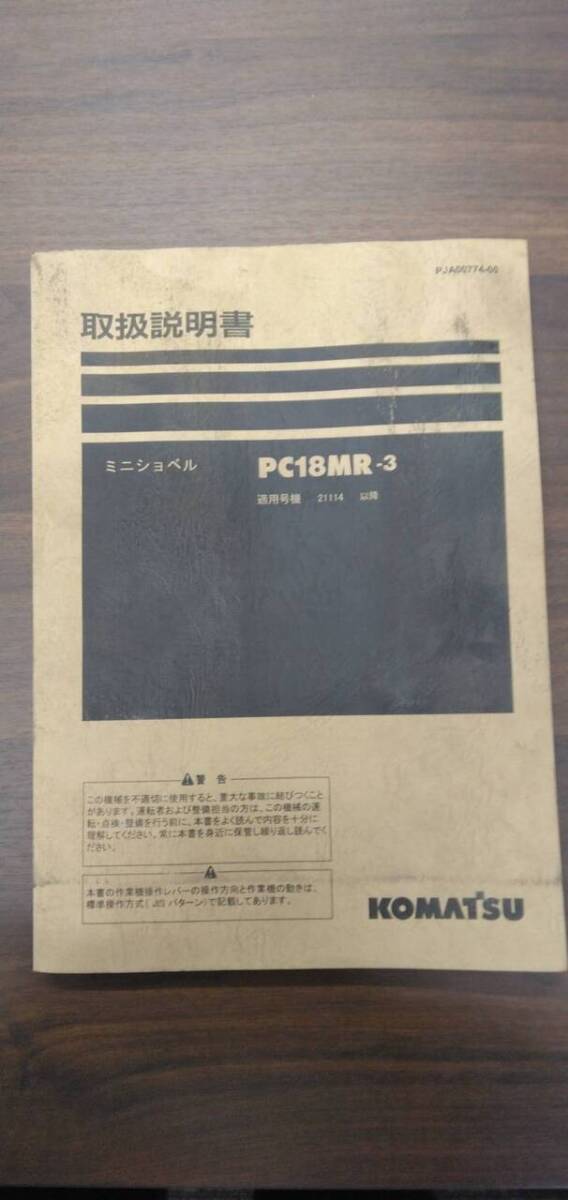 PJA00774-00
取扱説明書
ミニショベル PC18MR-3
適用号機 21114 以降
⚠警告
この機械を不適切に使用すると、重大な事故に結びつくこと
があります。運転者および整備担当の方は、この機械の運
転・点検・整備を行う前に、本書をよく読んで内容を十分に
理解してください。常に本書を身近に保管し繰り返し読んでく
ださい。
⚠
本書の作業機操作レバーの操作方向と作業機の動きは、
標準操作方式(JISパターン)で記載してあります。
KOMATSU